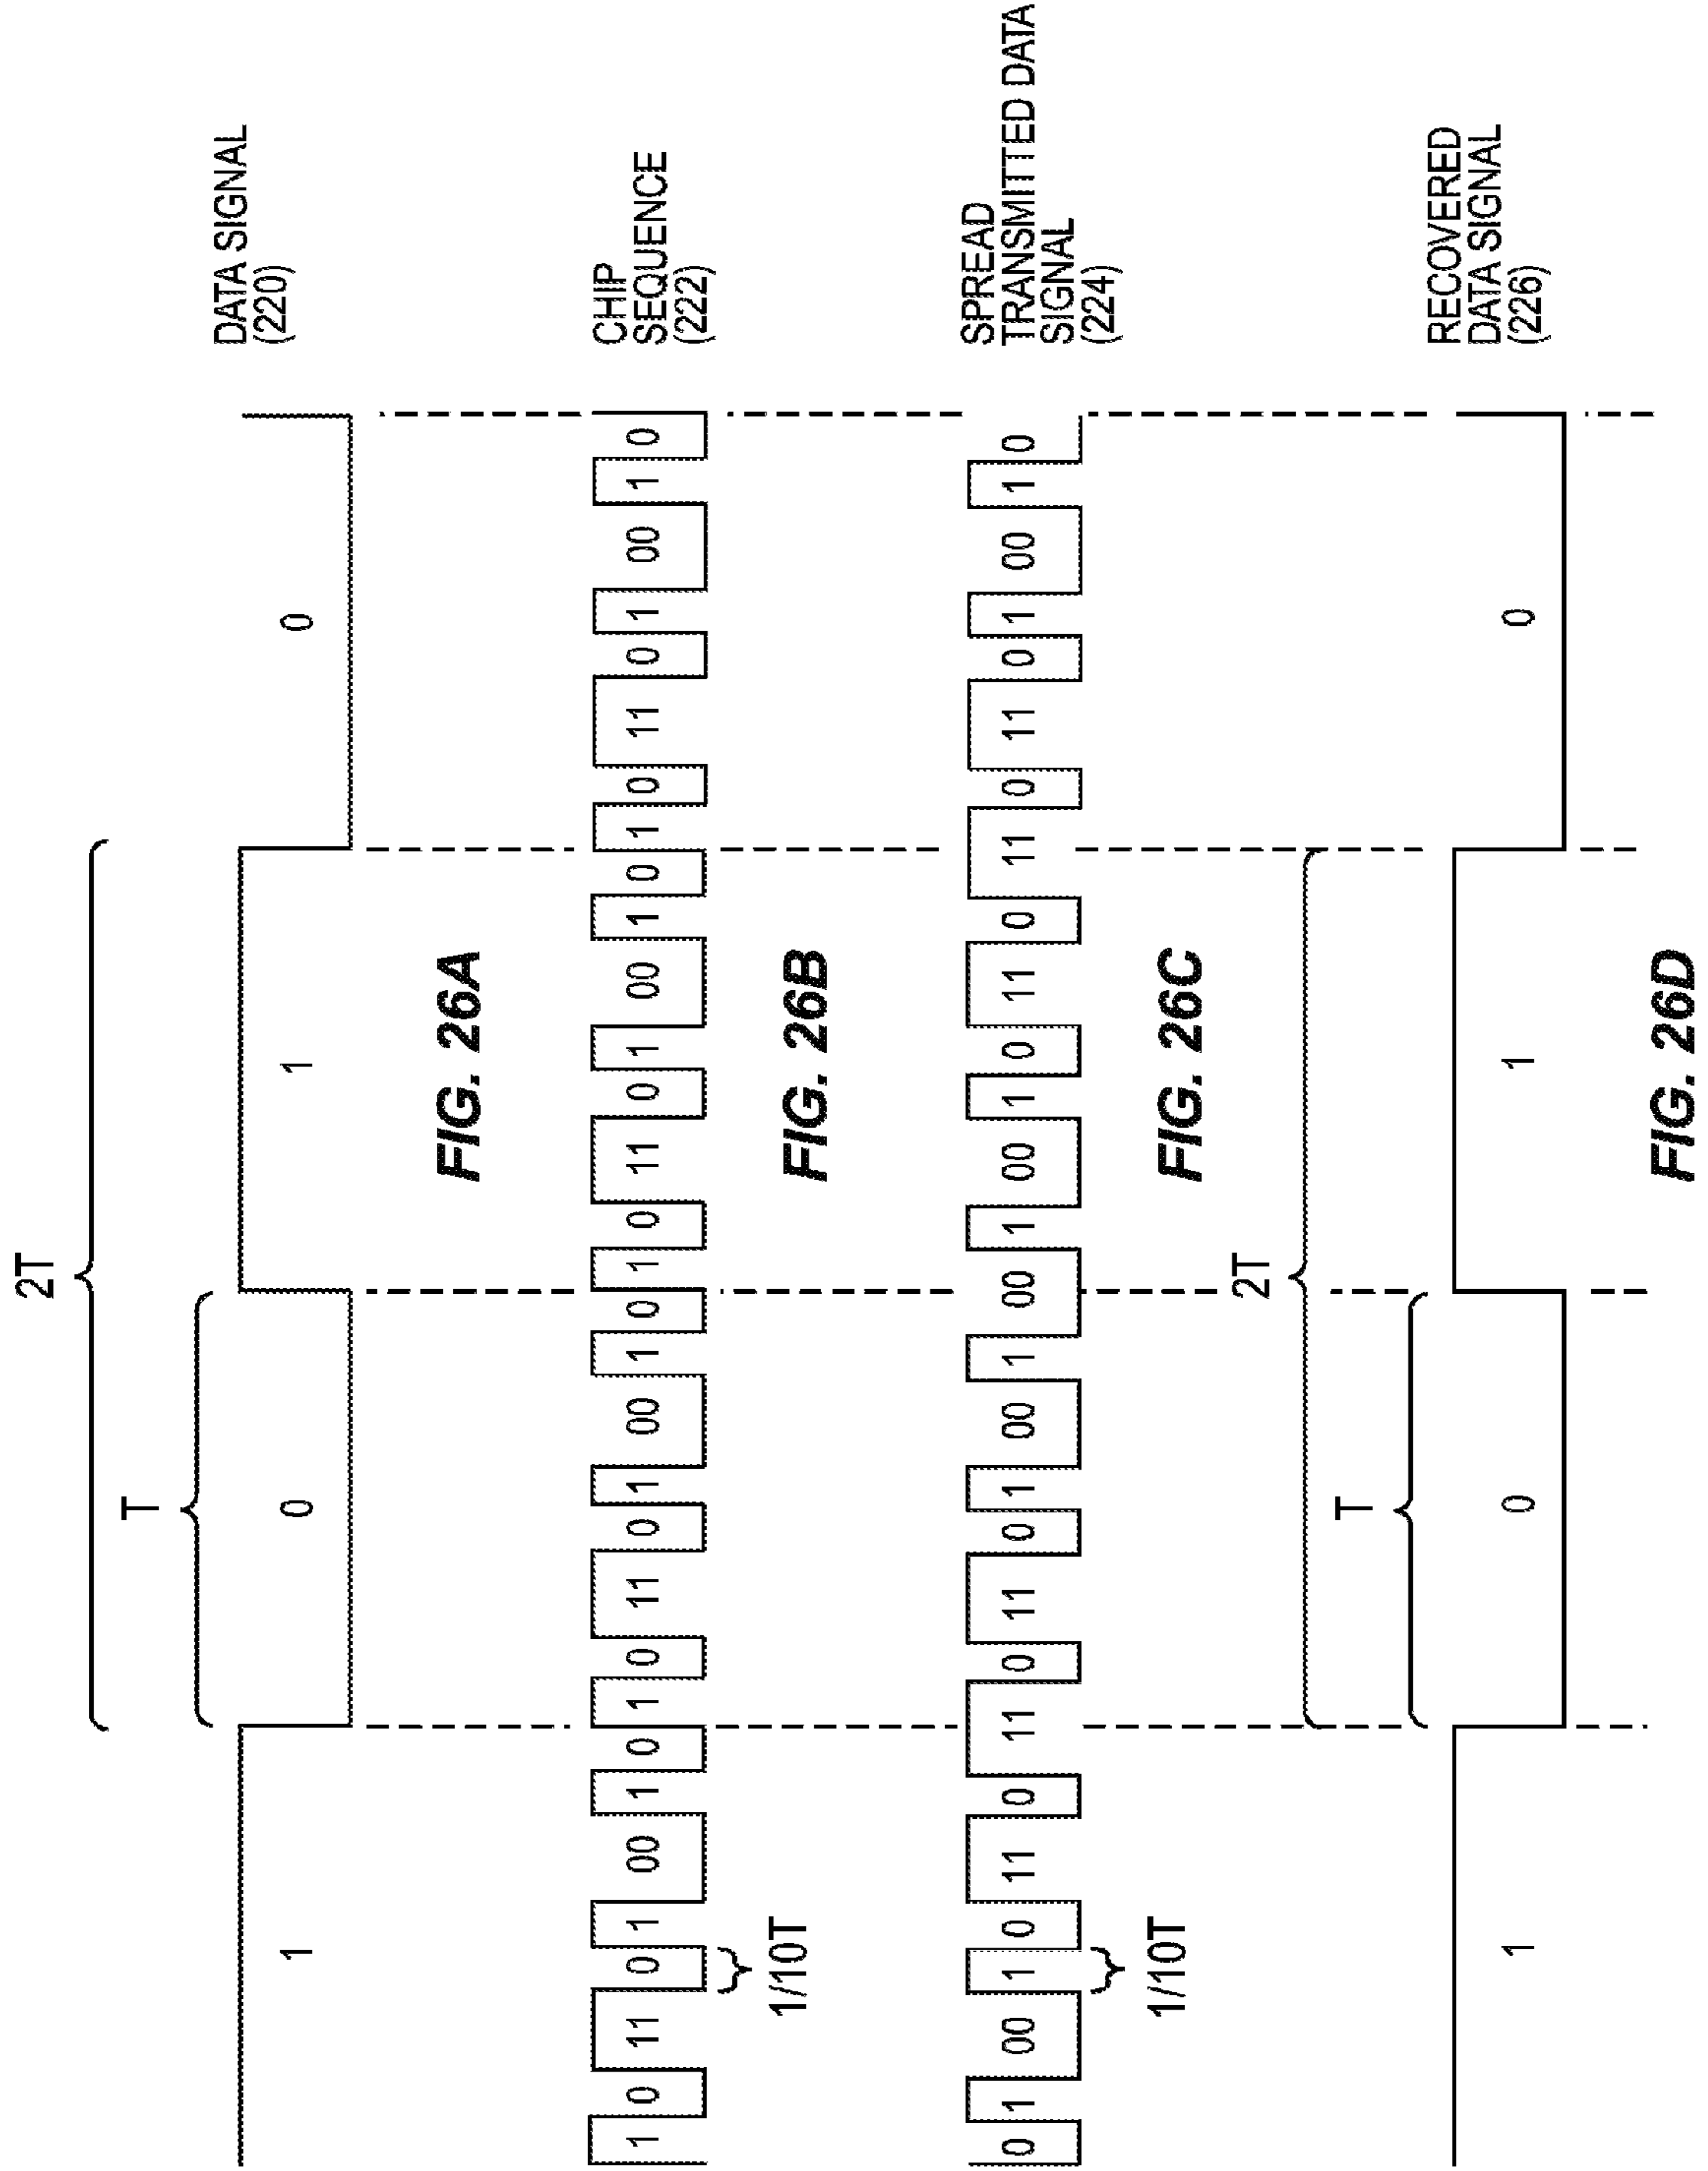 2T
T
DATA SIGNAL
(220)
1 0 1 0
FIG. 26A
CHIP
SEQUENCE
(222)
1 0 11 0 1 00 1 0 1 0 11 0 1 00 1 0 1 0 11 0 1 00 1 0 1 0 11 0 1 00 1 0
1/10T
FIG. 26B
SPREAD
TRANSMITTED DATA
SIGNAL
(224)
0 1 00 1 0 11 0 11 0 11 0 1 00 1 00 1 00 1 0 11 0 11 0 11 0 1 00 1 0
1/10T
FIG. 26C
2T
T
RECOVERED
DATA SIGNAL
(226)
1 0 1 0
FIG. 26D